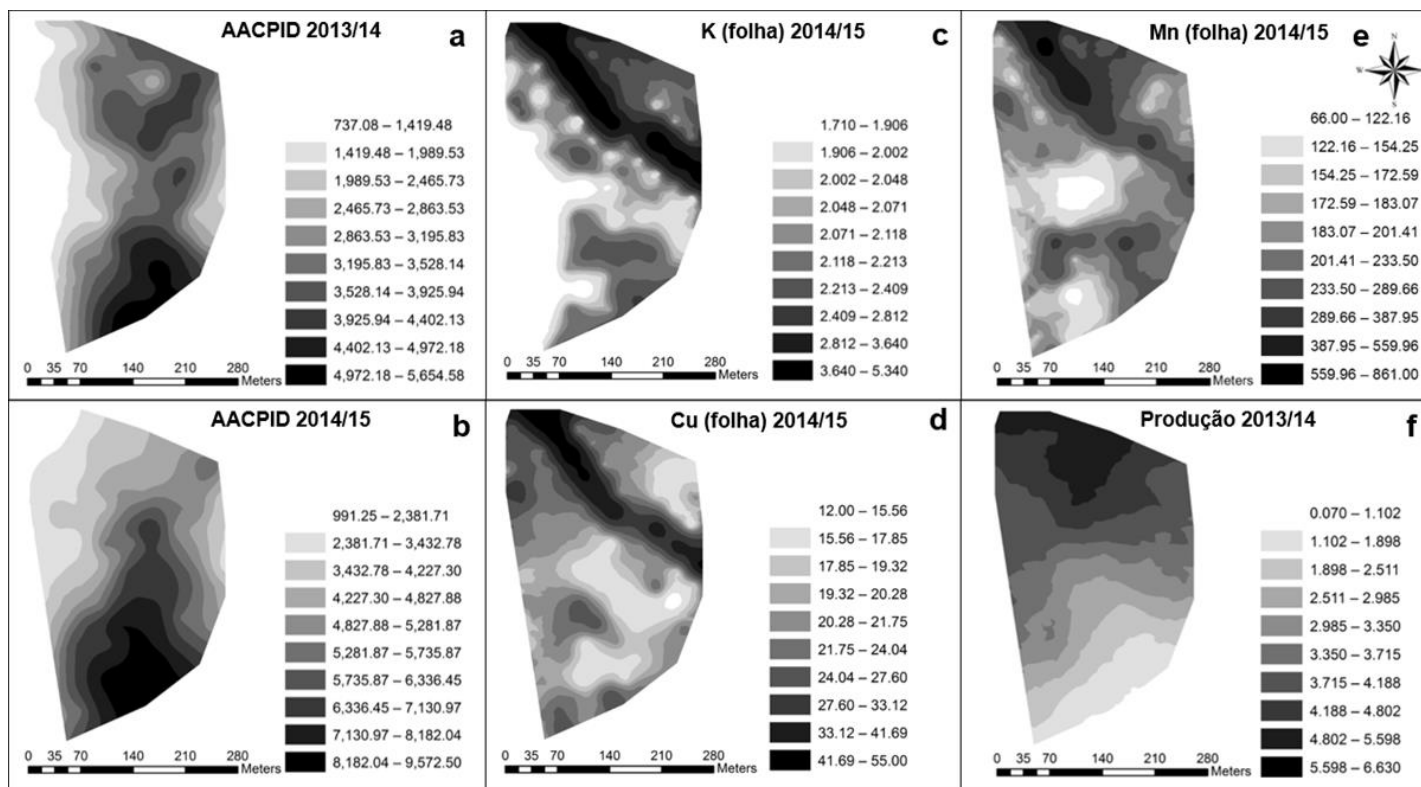 AACPID 2013/14
a
737.08 – 1,419.48
1,419.48 – 1,989.53
1,989.53 – 2,465.73
2,465.73 – 2,863.53
2,863.53 – 3,195.83
3,195.83 – 3,528.14
3,528.14 – 3,925.94
3,925.94 – 4,402.13
4,402.13 – 4,972.18
4,972.18 – 5,654.58
0 35 70 140 210 280
Meters
K (folha) 2014/15
c
1.710 – 1.906
1.906 – 2.002
2.002 – 2.048
2.048 – 2.071
2.071 – 2.118
2.118 – 2.213
2.213 – 2.409
2.409 – 2.812
2.812 – 3.640
3.640 – 5.340
0 35 70 140 210 280
Meters
Mn (folha) 2014/15
e
N
W E
S
66.00 – 122.16
122.16 – 154.25
154.25 – 172.59
172.59 – 183.07
183.07 – 201.41
201.41 – 233.50
233.50 – 289.66
289.66 – 387.95
387.95 – 559.96
559.96 – 861.00
0 35 70 140 210 280
Meters
AACPID 2014/15
b
991.25 – 2,381.71
2,381.71 – 3,432.78
3,432.78 – 4,227.30
4,227.30 – 4,827.88
4,827.88 – 5,281.87
5,281.87 – 5,735.87
5,735.87 – 6,336.45
6,336.45 – 7,130.97
7,130.97 – 8,182.04
8,182.04 – 9,572.50
0 35 70 140 210 280
Meters
Cu (folha) 2014/15
d
12.00 – 15.56
15.56 – 17.85
17.85 – 19.32
19.32 – 20.28
20.28 – 21.75
21.75 – 24.04
24.04 – 27.60
27.60 – 33.12
33.12 – 41.69
41.69 – 55.00
0 35 70 140 210 280
Meters
Produção 2013/14
f
0.070 – 1.102
1.102 – 1.898
1.898 – 2.511
2.511 – 2.985
2.985 – 3.350
3.350 – 3.715
3.715 – 4.188
4.188 – 4.802
4.802 – 5.598
5.598 – 6.630
0 35 70 140 210 280
Meters